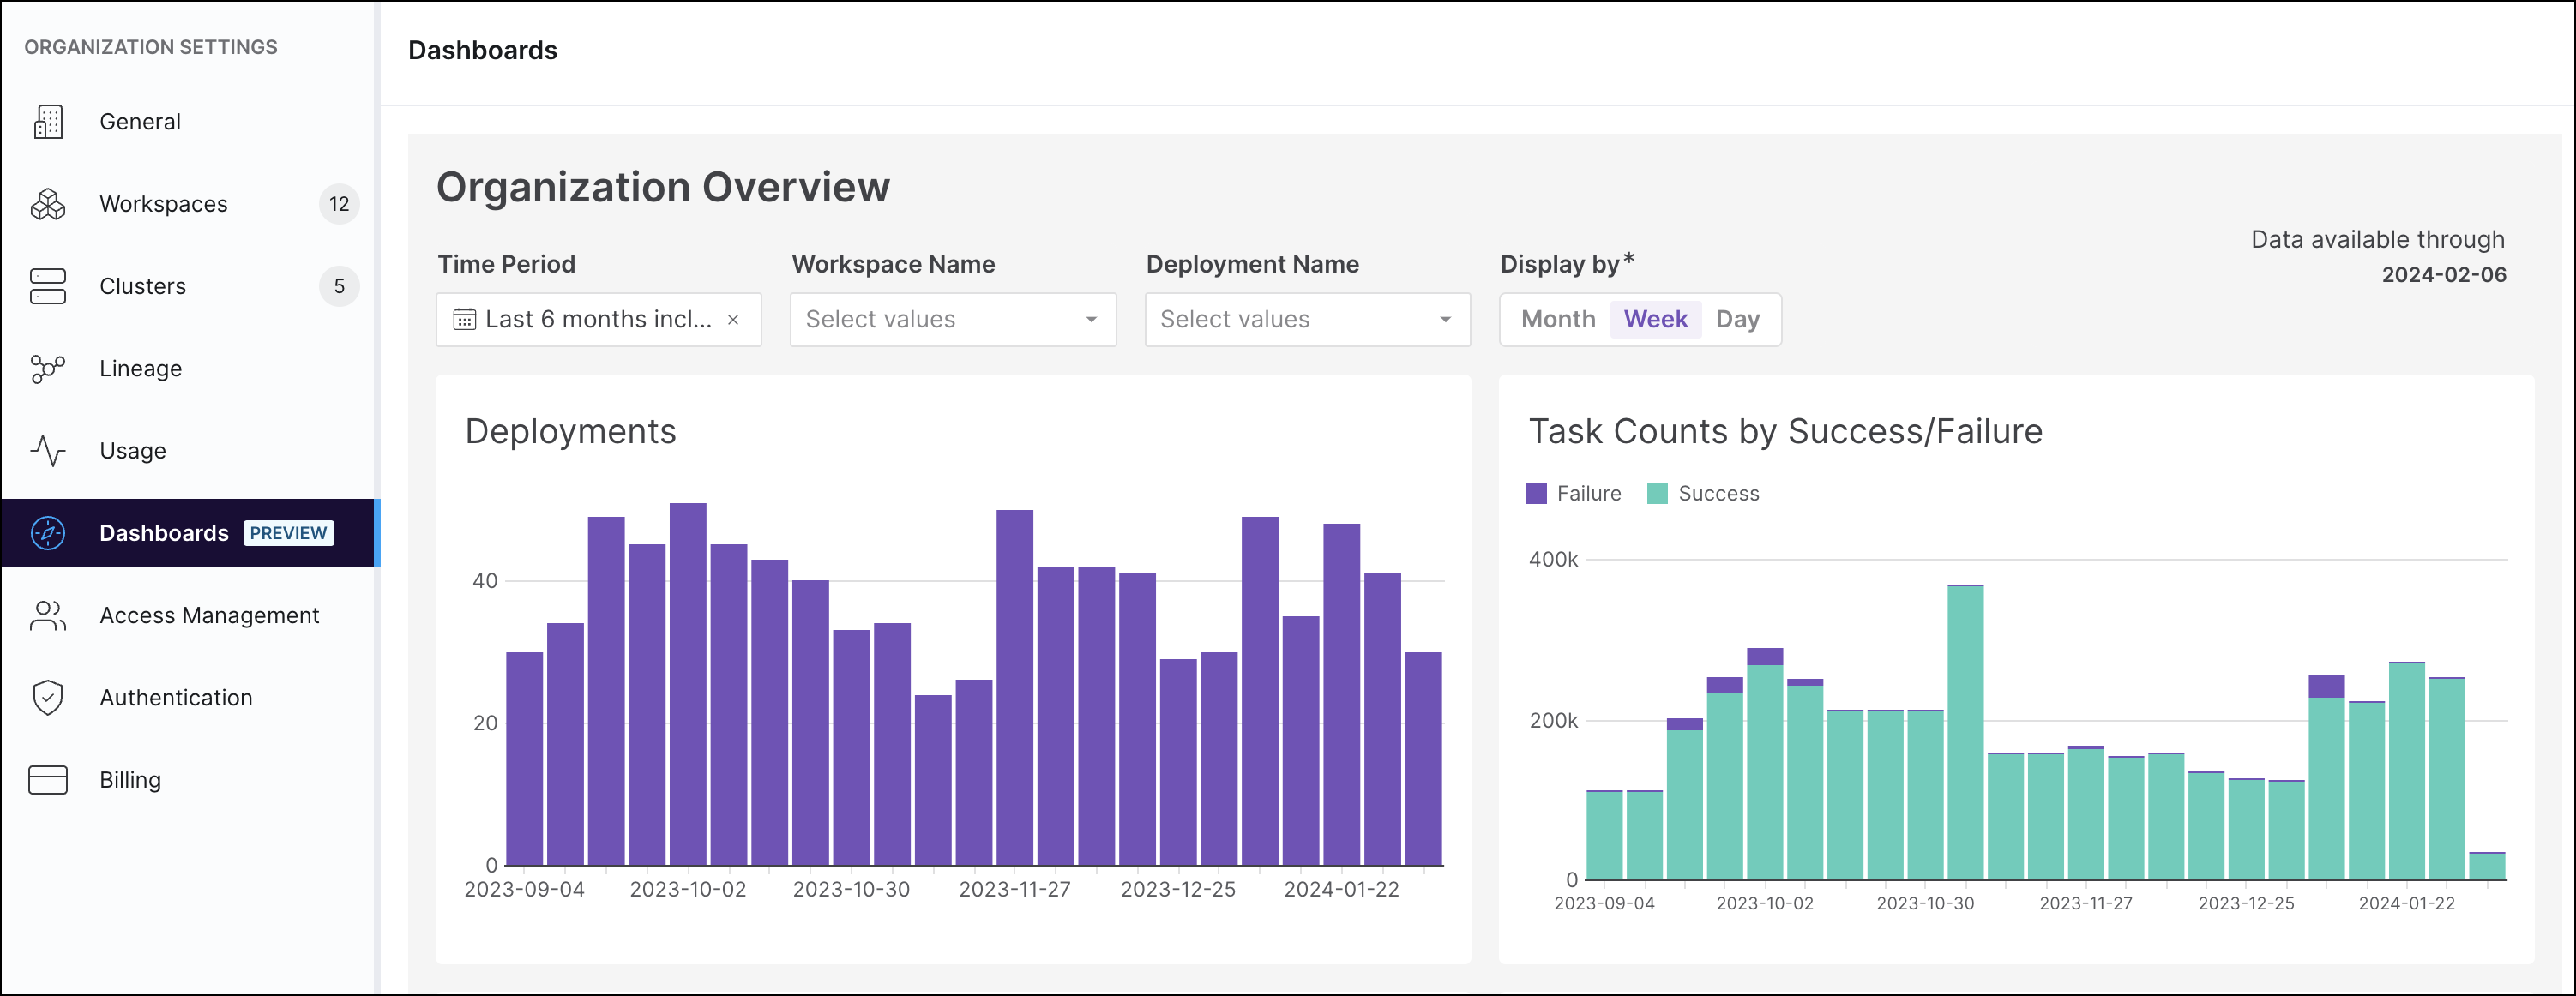 ORGANIZATION SETTINGS
General
Workspaces 12
Clusters 5
Lineage
Usage
Dashboards PREVIEW
Access Management
Authentication
Billing
Dashboards
Organization Overview
Data available through
2024-02-06
Time Period Workspace Name Deployment Name Display by*
Last 6 months incl... × Select values Select values Month Week Day
Deployments
40
20
0
2023-09-04 2023-10-02 2023-10-30 2023-11-27 2023-12-25 2024-01-22
Task Counts by Success/Failure
Failure Success
400k
200k
0
2023-09-04 2023-10-02 2023-10-30 2023-11-27 2023-12-25 2024-01-22